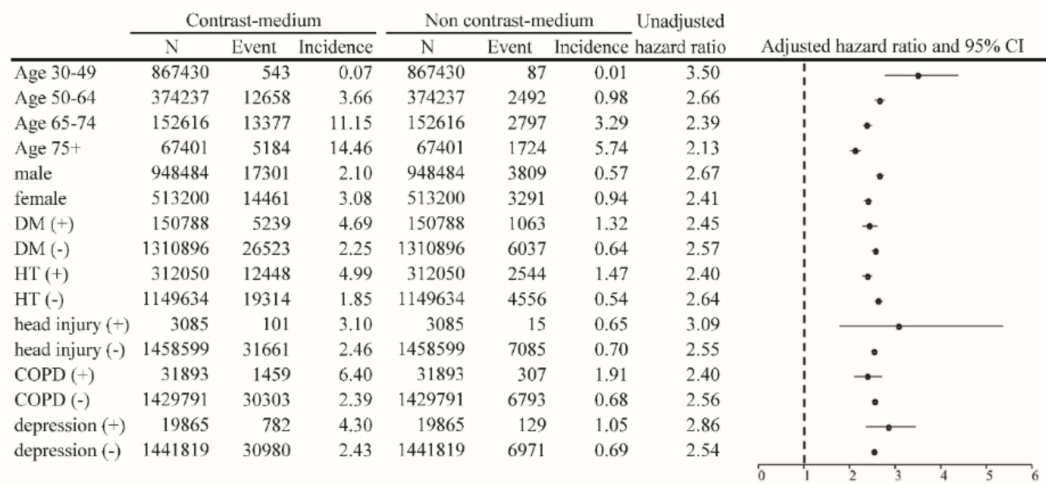 Contrast-medium Non contrast-medium Unadjusted
N Event Incidence N Event Incidence hazard ratio Adjusted hazard ratio and 95% CI
Age 30-49 867430 543 0.07 867430 87 0.01 3.50
Age 50-64 374237 12658 3.66 374237 2492 0.98 2.66
Age 65-74 152616 13377 11.15 152616 2797 3.29 2.39
Age 75+ 67401 5184 14.46 67401 1724 5.74 2.13
male 948484 17301 2.10 948484 3809 0.57 2.67
female 513200 14461 3.08 513200 3291 0.94 2.41
DM (+) 150788 5239 4.69 150788 1063 1.32 2.45
DM (-) 1310896 26523 2.25 1310896 6037 0.64 2.57
HT (+) 312050 12448 4.99 312050 2544 1.47 2.40
HT (-) 1149634 19314 1.85 1149634 4556 0.54 2.64
head injury (+) 3085 101 3.10 3085 15 0.65 3.09
head injury (-) 1458599 31661 2.46 1458599 7085 0.70 2.55
COPD (+) 31893 1459 6.40 31893 307 1.91 2.40
COPD (-) 1429791 30303 2.39 1429791 6793 0.68 2.56
depression (+) 19865 782 4.30 19865 129 1.05 2.86
depression (-) 1441819 30980 2.43 1441819 6971 0.69 2.54
0 1 2 3 4 5 6